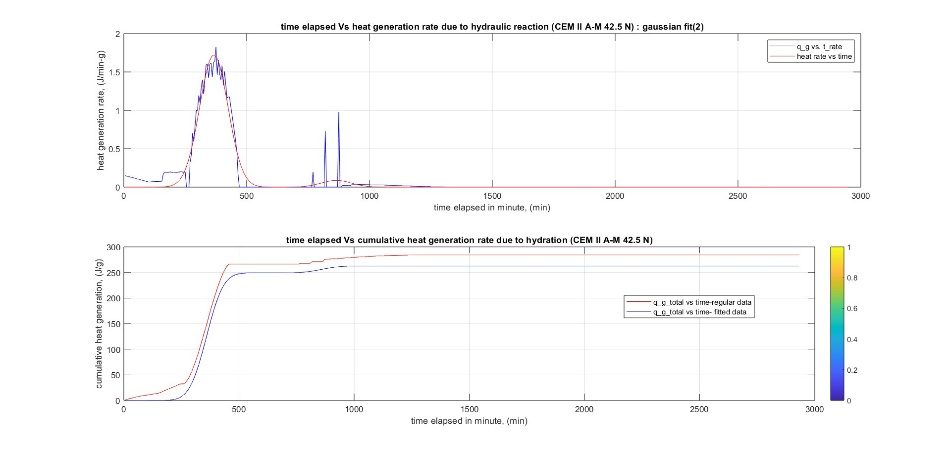 time elapsed Vs heat generation rate due to hydraulic reaction (CEM II A-M 42.5 N) : gaussian fit(2)
2
1.5
1
0.5
0
heat generation rate, (J/min-g)
q_g vs. t_rate
heat rate vs time
0 500 1000 1500 2000 2500 3000
time elapsed in minute, (min)
time elapsed Vs cumulative heat generation rate due to hydration (CEM II A-M 42.5 N)
300
250
200
150
100
50
0
cumulative heat generation, (J/g)
q_g_total vs time-regular data
q_g_total vs time- fitted data
0 500 1000 1500 2000 2500 3000
time elapsed in minute, (min)
1
0.8
0.6
0.4
0.2
0